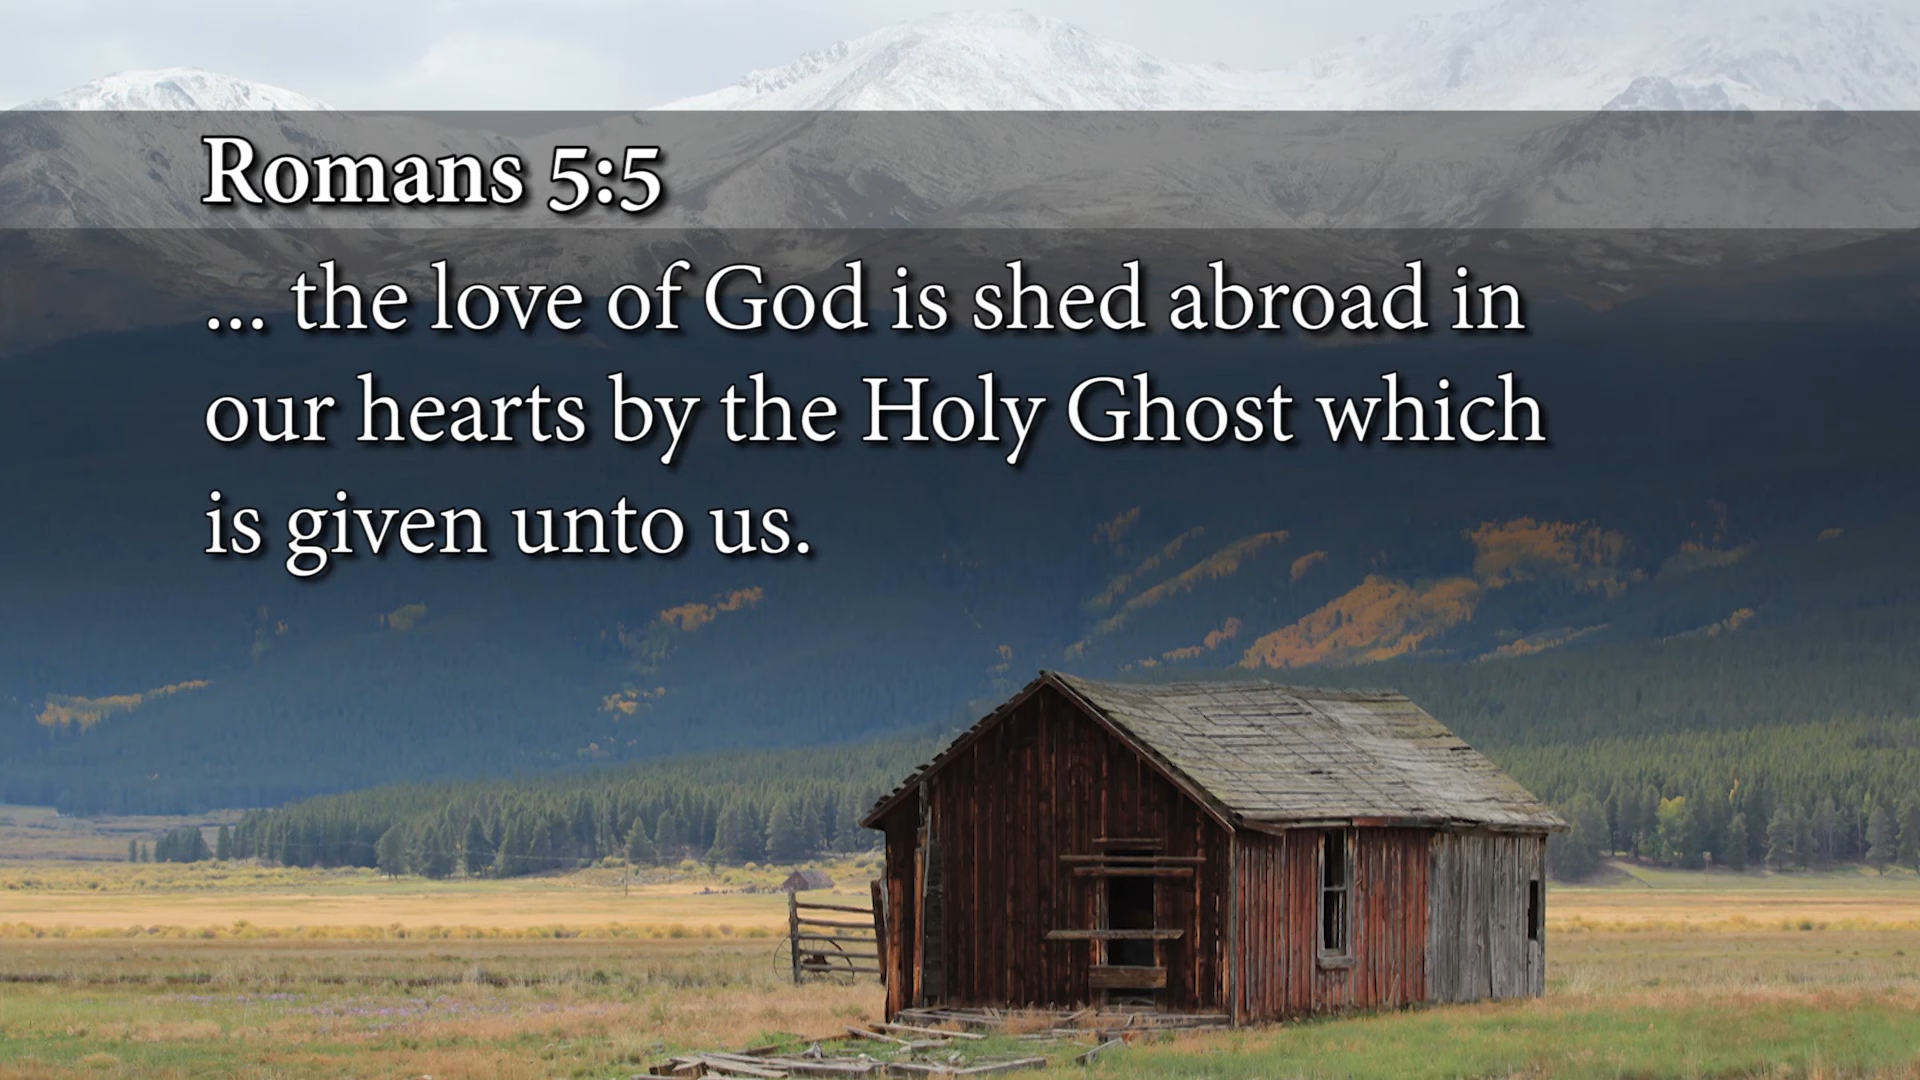 Romans 5:5
... the love of God is shed abroad in
our hearts by the Holy Ghost which
is given unto us.